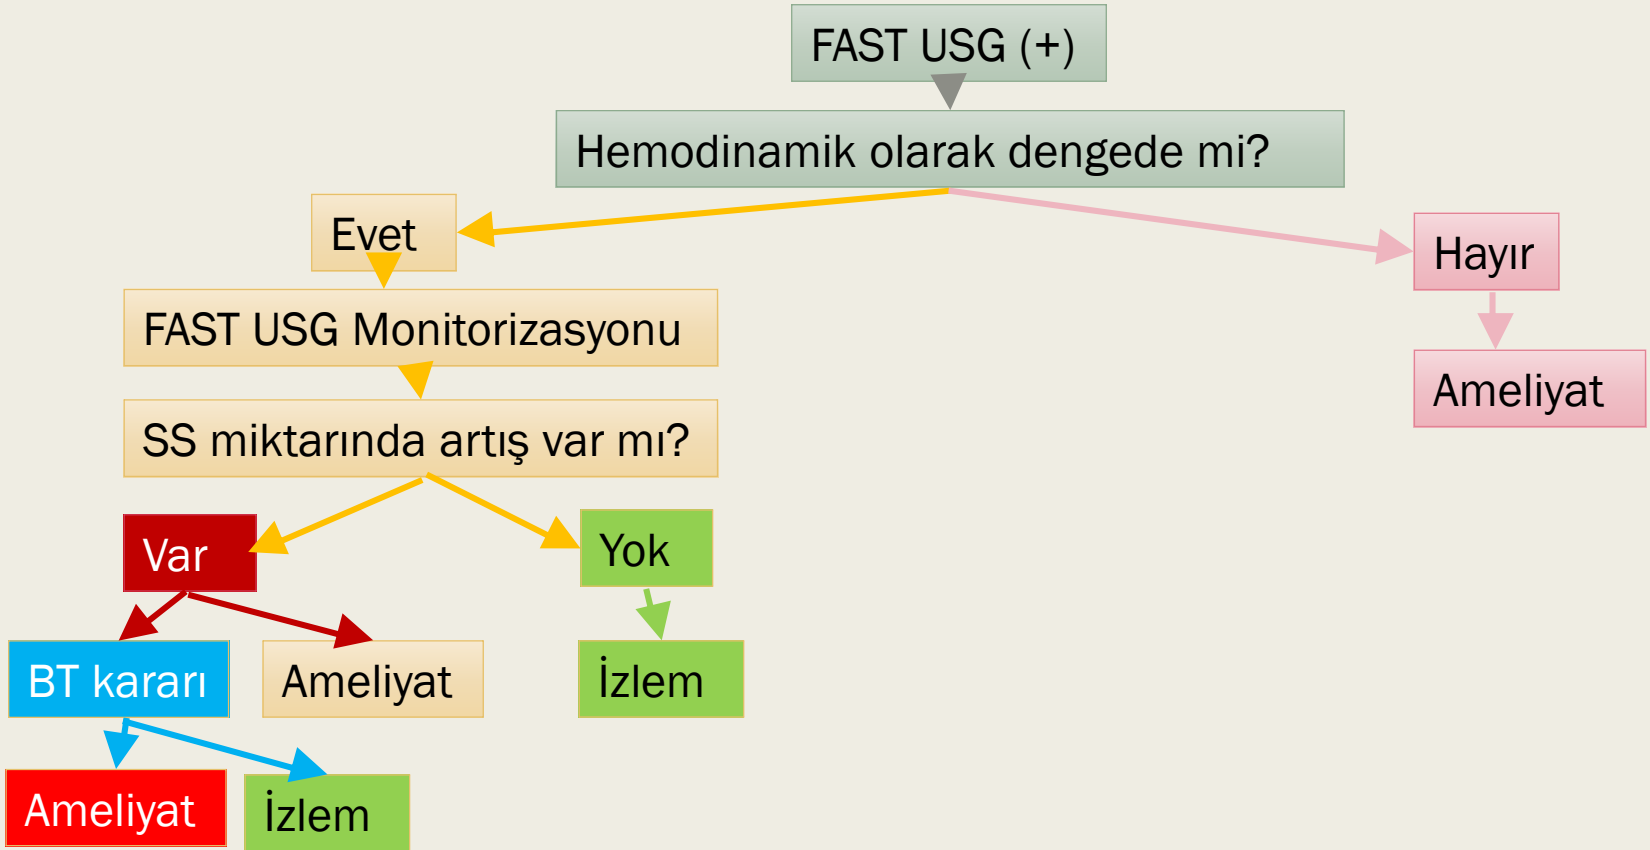 FAST USG (+)
Hemodinamik olarak dengede mi?
Evet
Hayır
FAST USG Monitorizasyonu
Ameliyat
SS miktarında artış var mı?
Var
Yok
BT kararı
Ameliyat
İzlem
Ameliyat
İzlem